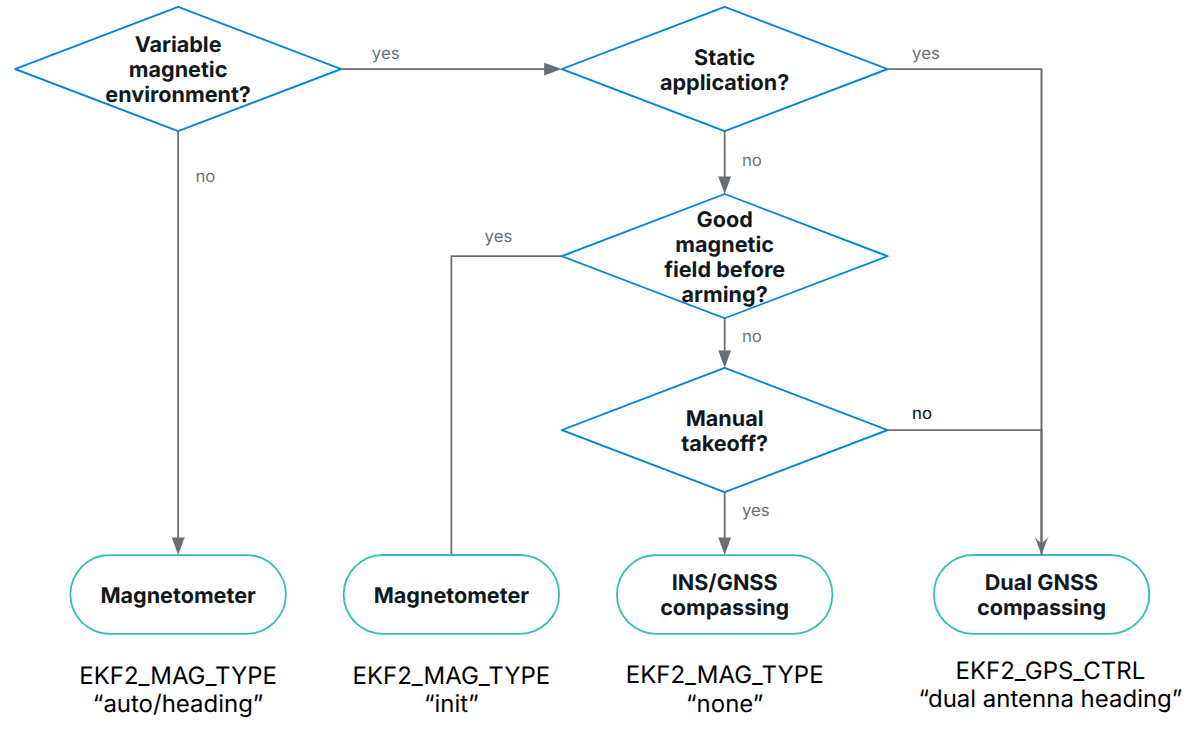 Variable
magnetic
environment?
yes
Static
application?
yes
no
no
Good
magnetic
field before
arming?
yes
no
Manual
takeoff?
no
yes
Magnetometer
Magnetometer
INS/GNSS
compassing
Dual GNSS
compassing
EKF2_MAG_TYPE
“auto/heading”
EKF2_MAG_TYPE
“init”
EKF2_MAG_TYPE
“none”
EKF2_GPS_CTRL
“dual antenna heading”